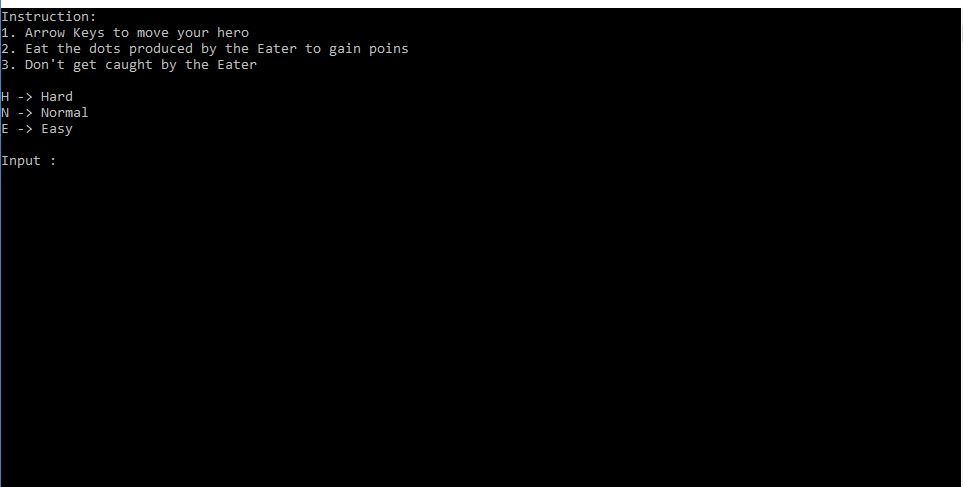 Instruction:
1. Arrow Keys to move your hero
2. Eat the dots produced by the Eater to gain poins
3. Don't get caught by the Eater
H -> Hard
N -> Normal
E -> Easy
Input :